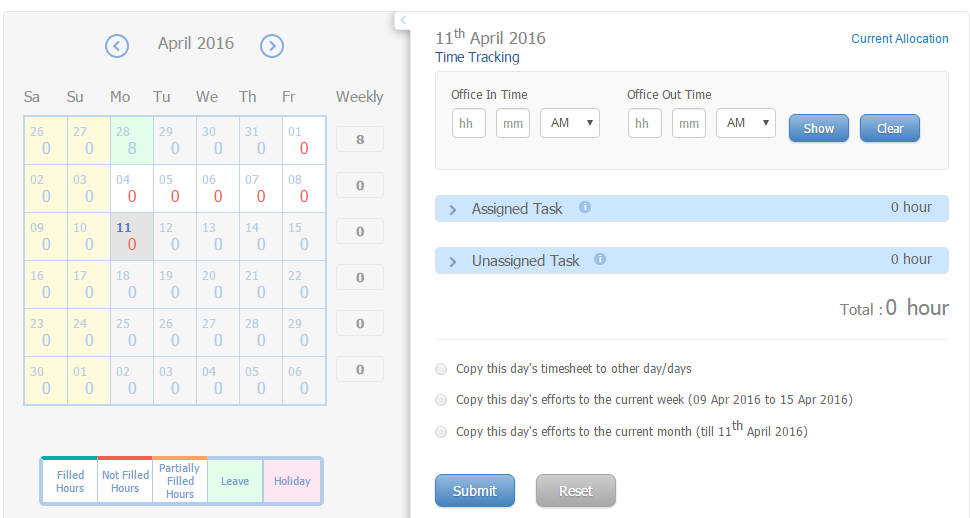 April 2016
Sa Su Mo Tu We Th Fr Weekly
26 27 28 29 30 31 01
0 0 8 0 0 0 0 8
02 03 04 05 06 07 08
0 0 0 0 0 0 0 0
09 10 11 12 13 14 15
0 0 0 0 0 0 0 0
16 17 18 19 20 21 22
0 0 0 0 0 0 0 0
23 24 25 26 27 28 29
0 0 0 0 0 0 0 0
30 01 02 03 04 05 06
0 0 0 0 0 0 0 0
Filled Hours
Not Filled Hours
Partially Filled Hours
Leave
Holiday
11th April 2016
Current Allocation
Time Tracking
Office In Time Office Out Time
hh mm AM hh mm AM Show Clear
Assigned Task 0 hour
Unassigned Task 0 hour
Total : 0 hour
Copy this day's timesheet to other day/days
Copy this day's efforts to the current week (09 Apr 2016 to 15 Apr 2016)
Copy this day's efforts to the current month (till 11th April 2016)
Submit Reset